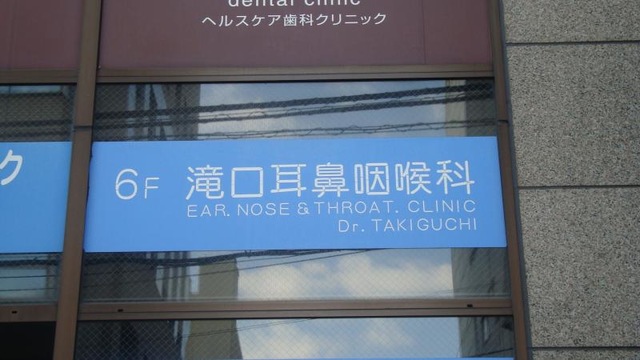 dental clinic
ヘルスケア歯科クリニック
ク
6F 滝口耳鼻咽喉科
EAR. NOSE & THROAT. CLINIC
Dr. TAKIGUCHI